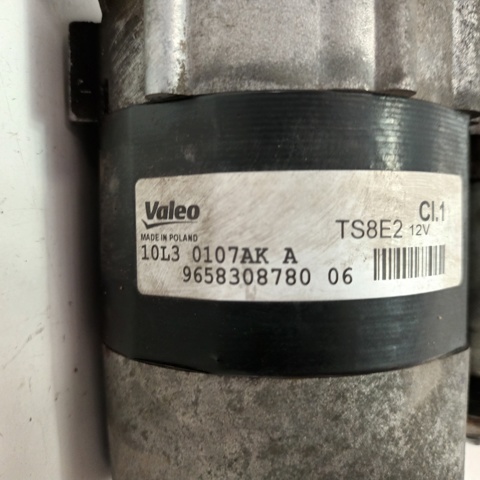 Valeo
MADE IN POLAND
Cl.1
TS8E2 12V
10L3 0107AK A
9658308780 06